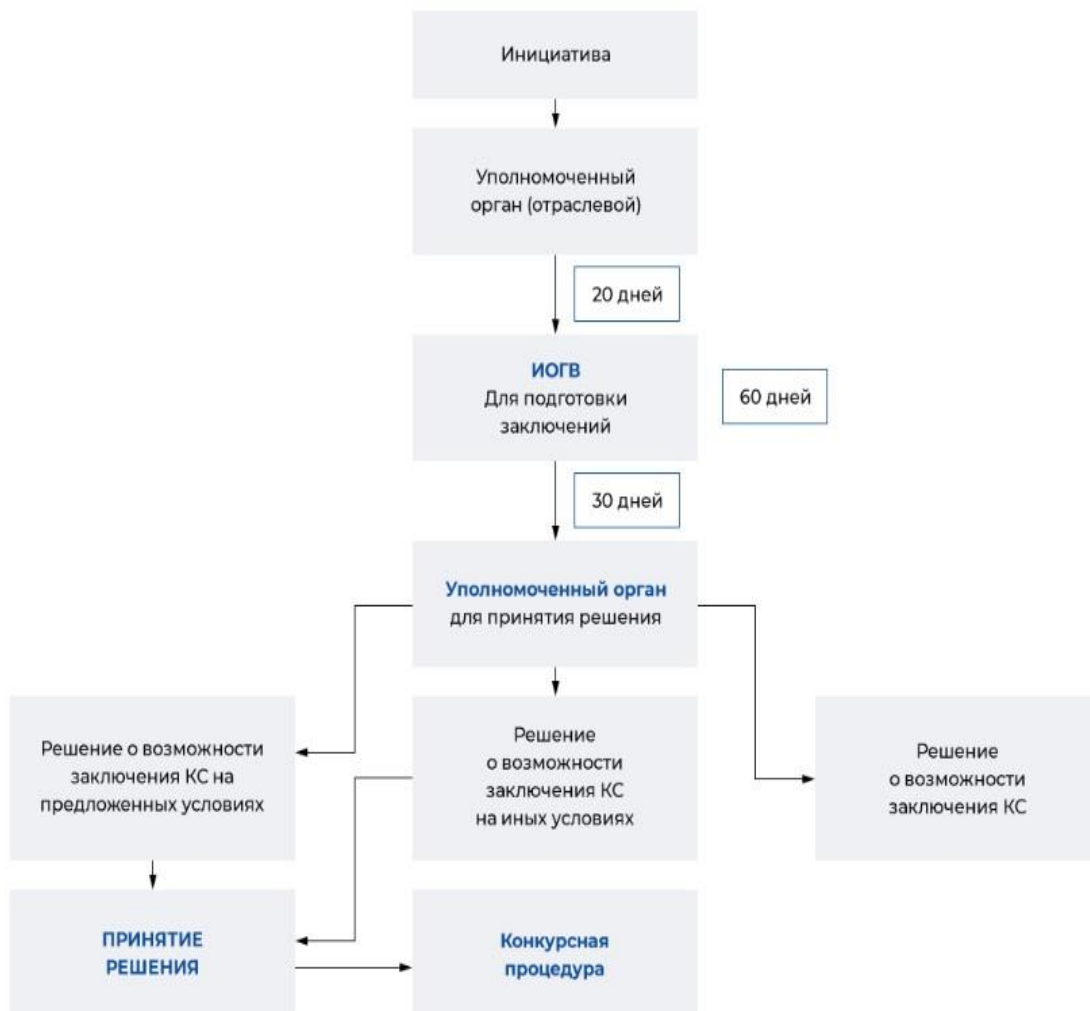 Инициатива
Уполномоченный
орган (отраслевой)
20 дней
ИОГВ
Для подготовки
заключений
60 дней
30 дней
Уполномоченный орган
для принятия решения
Решение о возможности
заключения КС на
предложенных условиях
Решение
о возможности
заключения КС
на иных условиях
Решение
о возможности
заключения КС
ПРИНЯТИЕ
РЕШЕНИЯ
Конкурсная
процедура